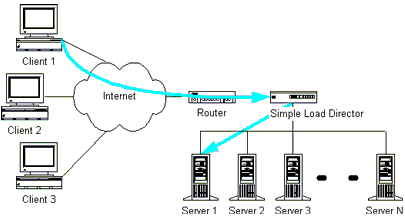 Client 1
Internet
Router
Simple Load Director
Client 2
Client 3
Server 1
Server 2
Server 3
Server N